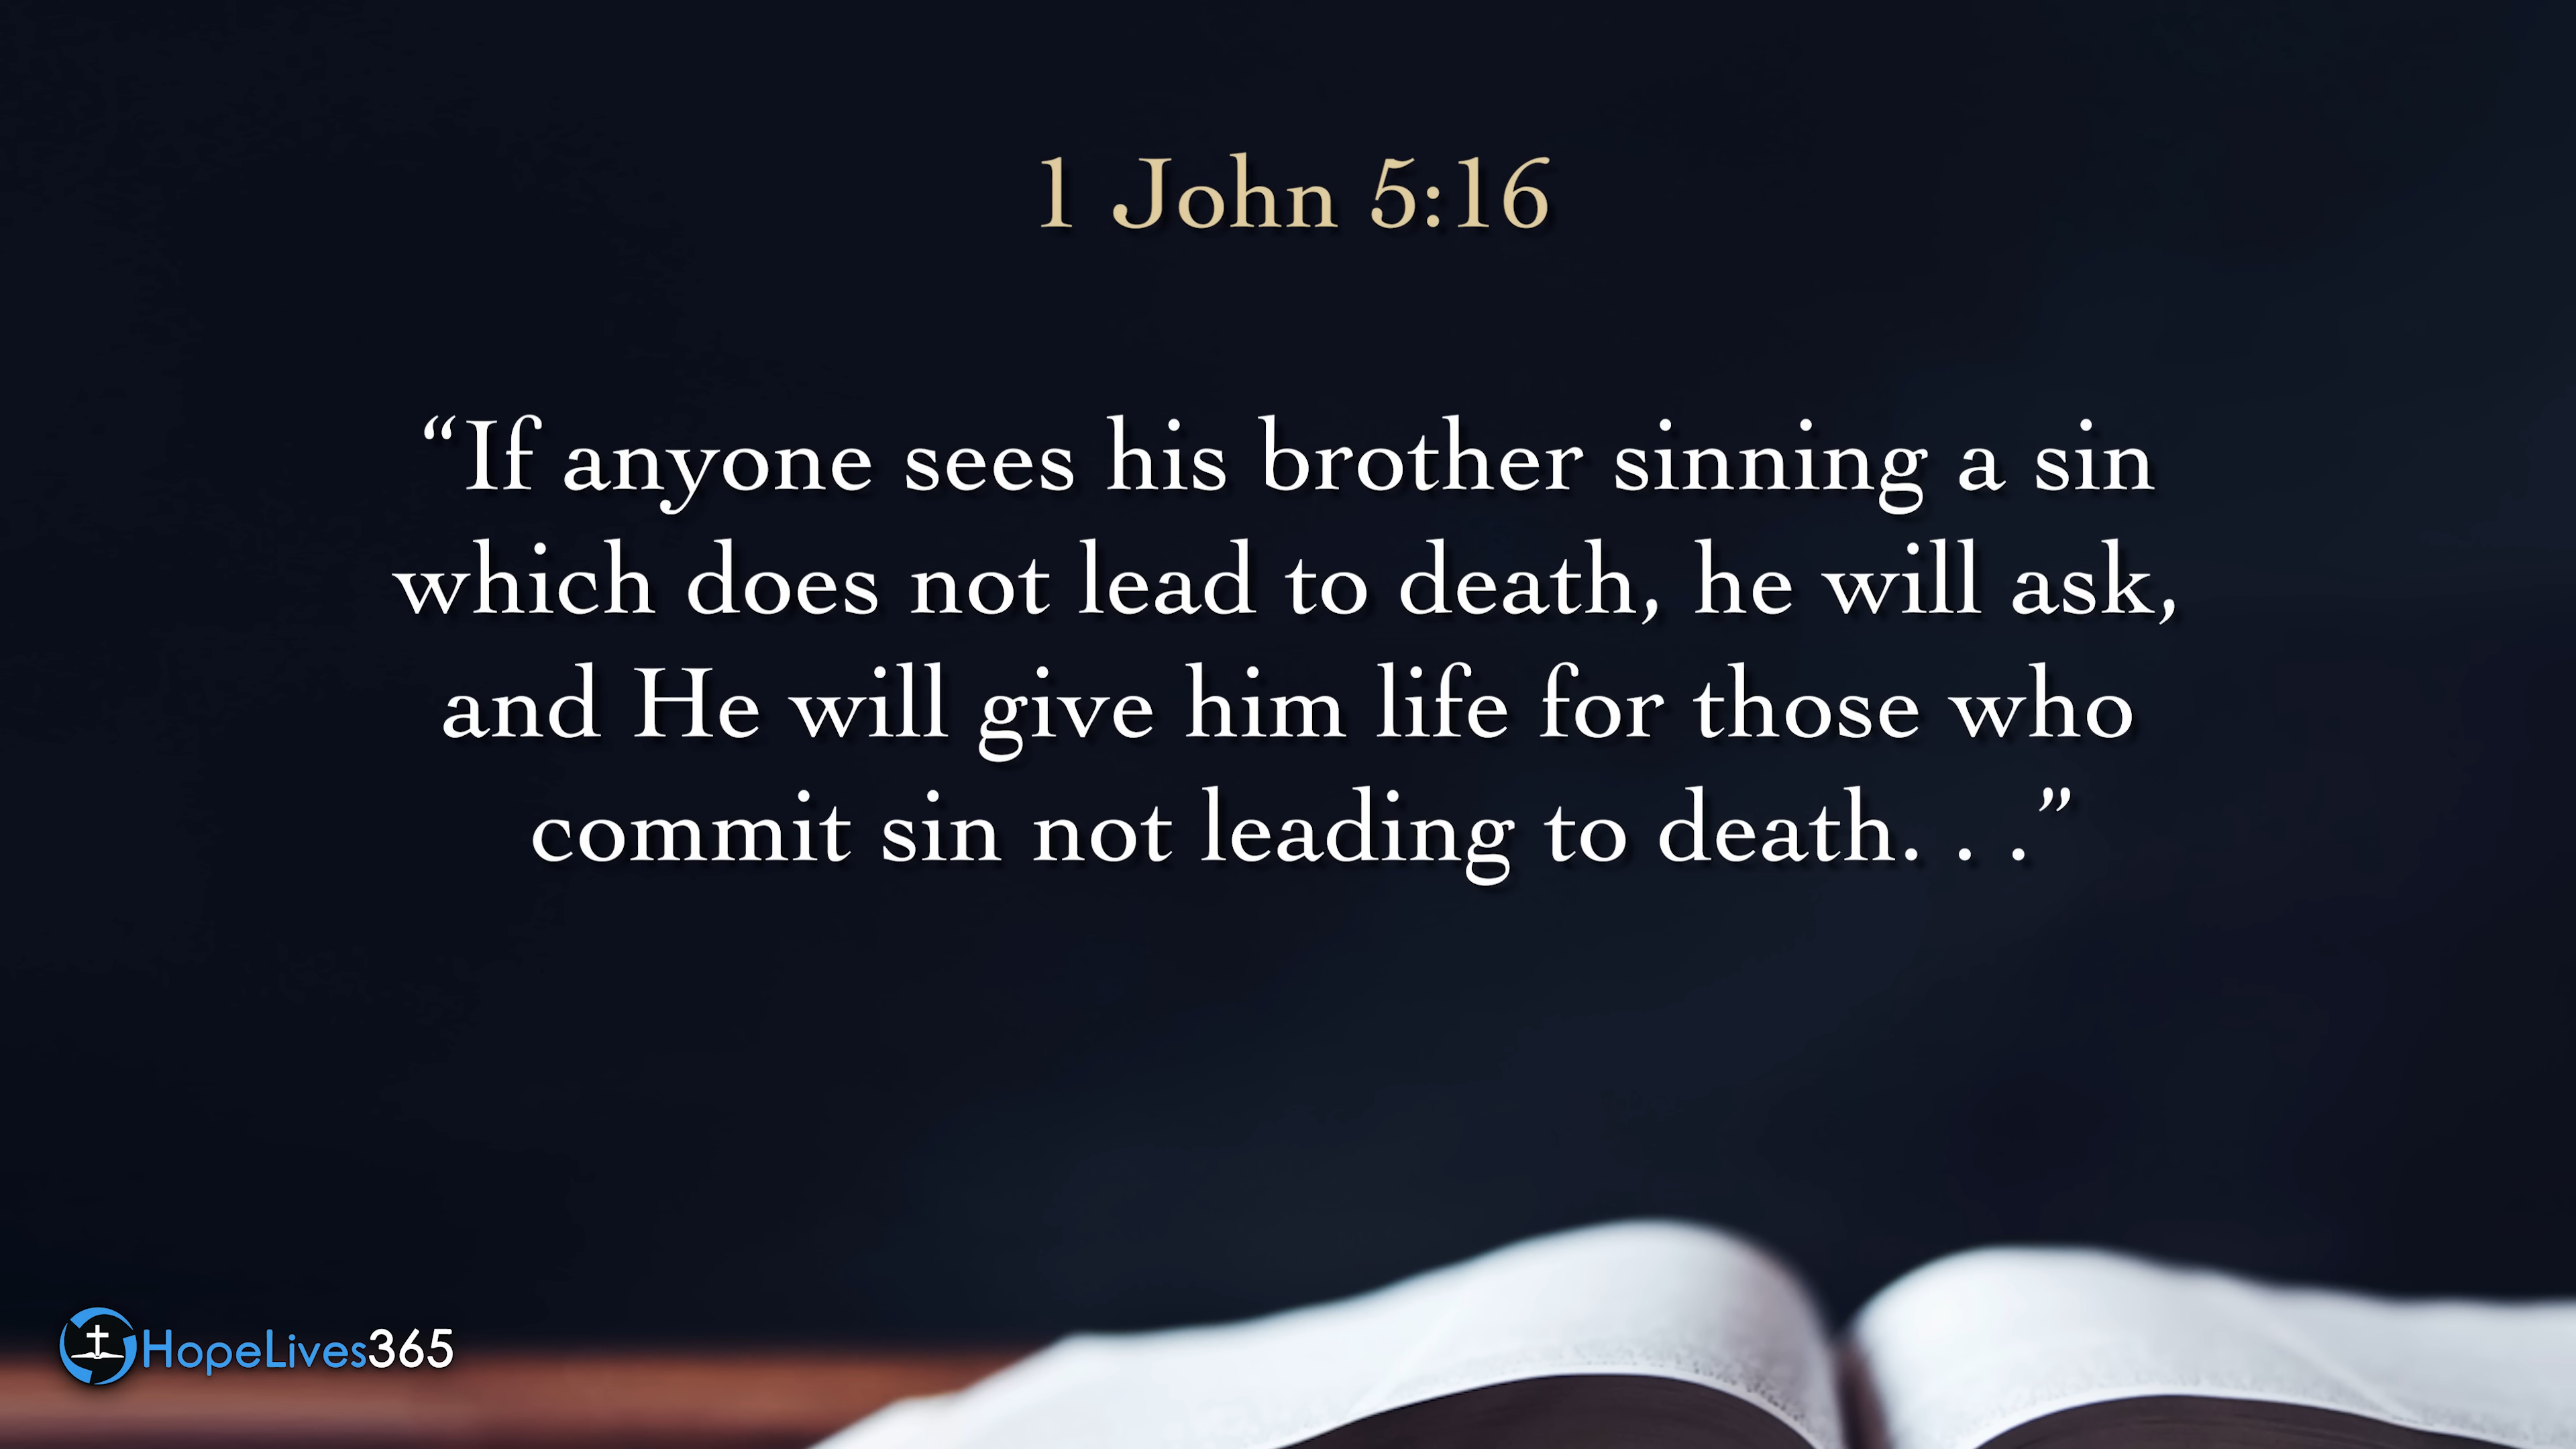 1 John 5:16
“If anyone sees his brother sinning a sin
which does not lead to death, he will ask,
and He will give him life for those who
commit sin not leading to death. . .”
HopeLives365